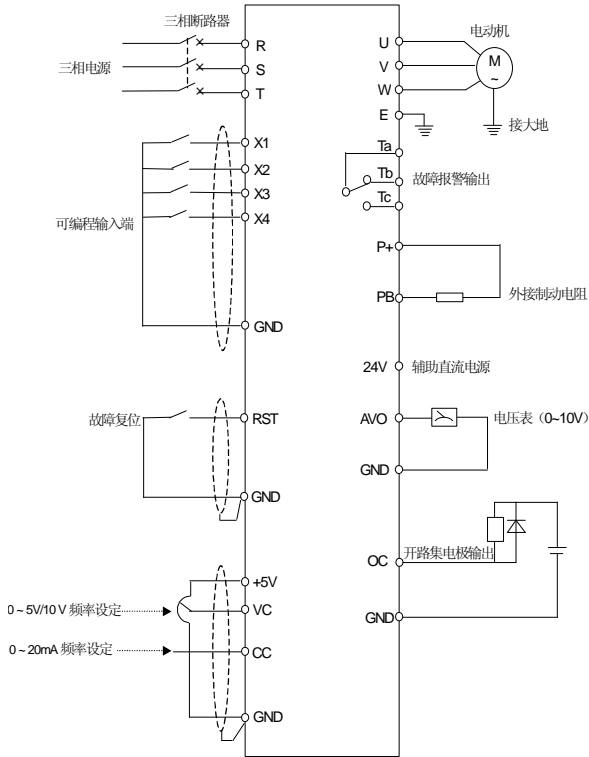 三相断路器
三相电源
R
S
T
X1
X2
X3
X4
可编程输入端
GND
故障复位
RST
GND
+5V
0～5V/10 V 频率设定
VC
0～20mA 频率设定
CC
GND
U
V
W
E
电动机
M
~
接大地
Ta
Tb
Tc
故障报警输出
P+
PB
外接制动电阻
24V
辅助直流电源
AVO
电压表（0~10V）
GND
OC
开路集电极输出
GND